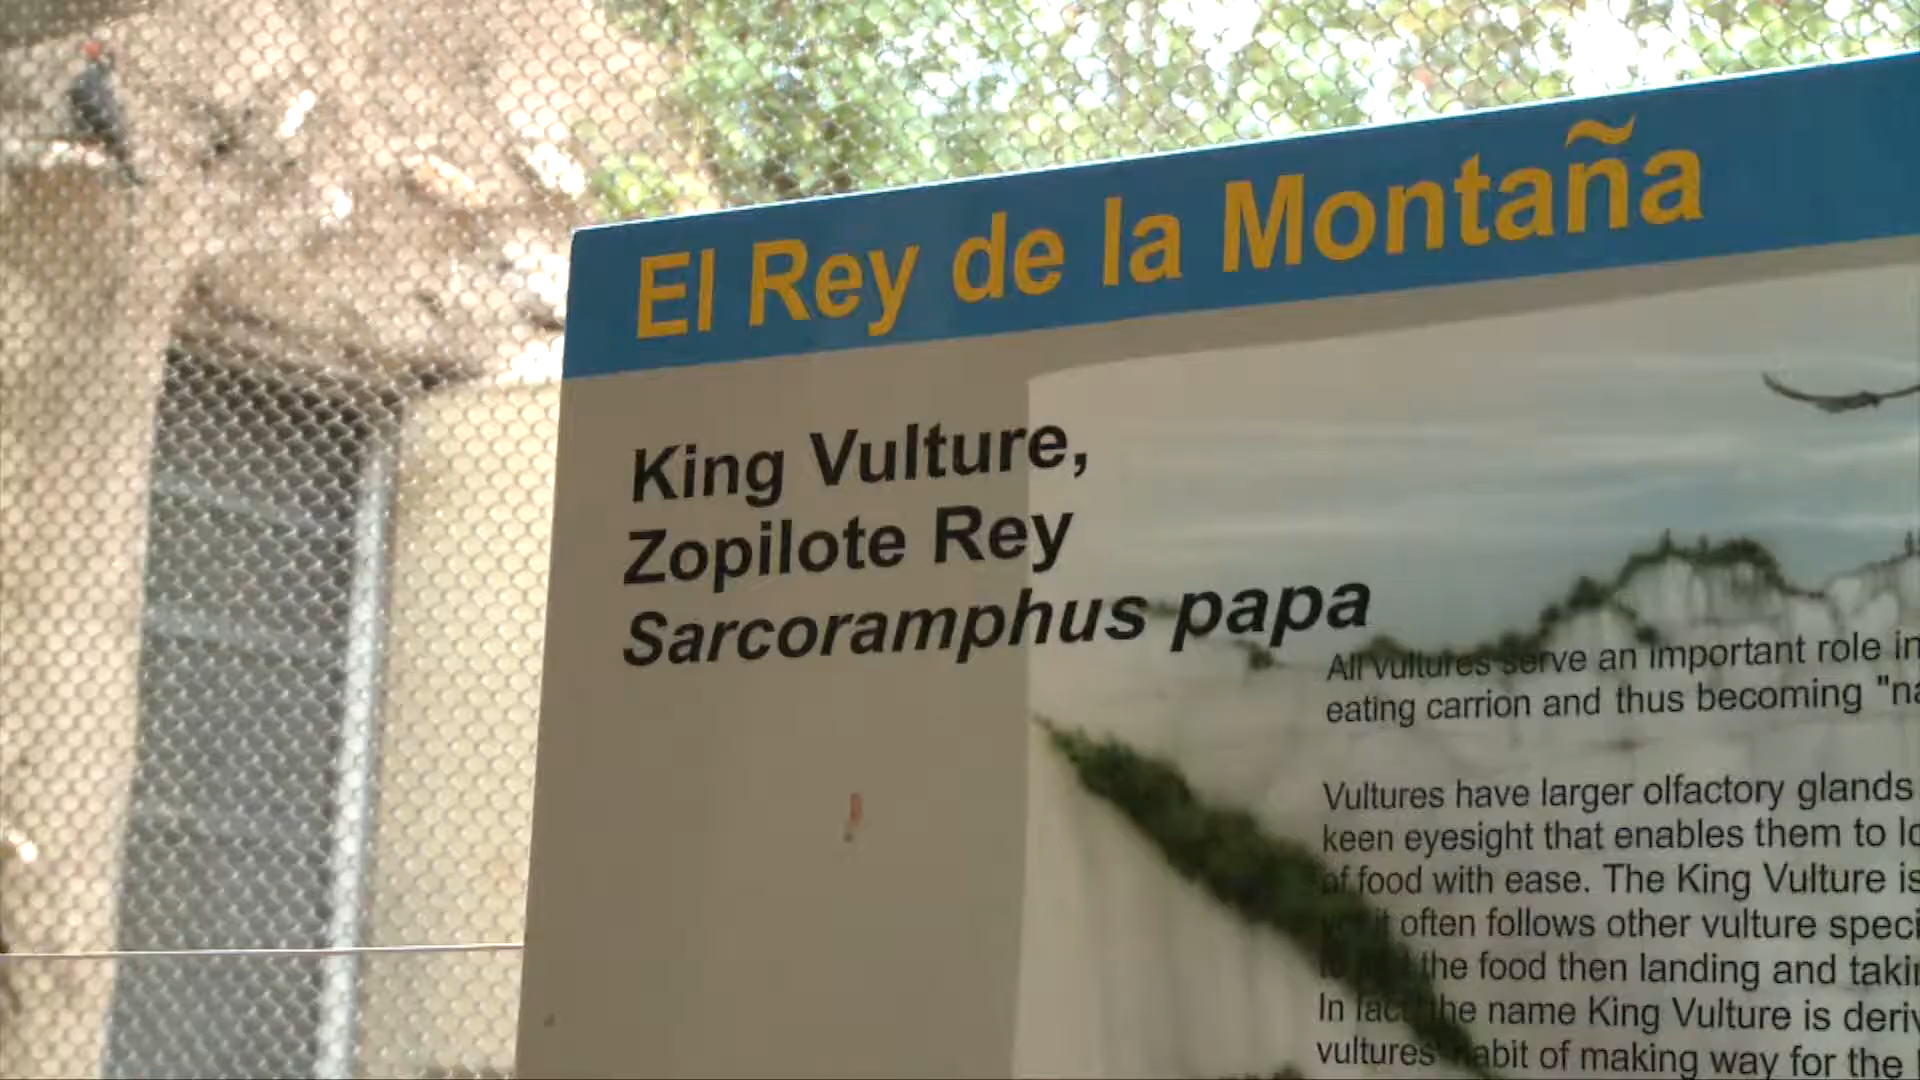 El Rey de la Montaña
King Vulture,
Zopilote Rey
Sarcoramphus papa
All vultures serve an important role in
eating carrion and thus becoming "na
Vultures have larger olfactory glands
keen eyesight that enables them to lo
of food with ease. The King Vulture is
often follows other vulture speci
the food then landing and takin
In fact the name King Vulture is deriv
vultures' habit of making way for the